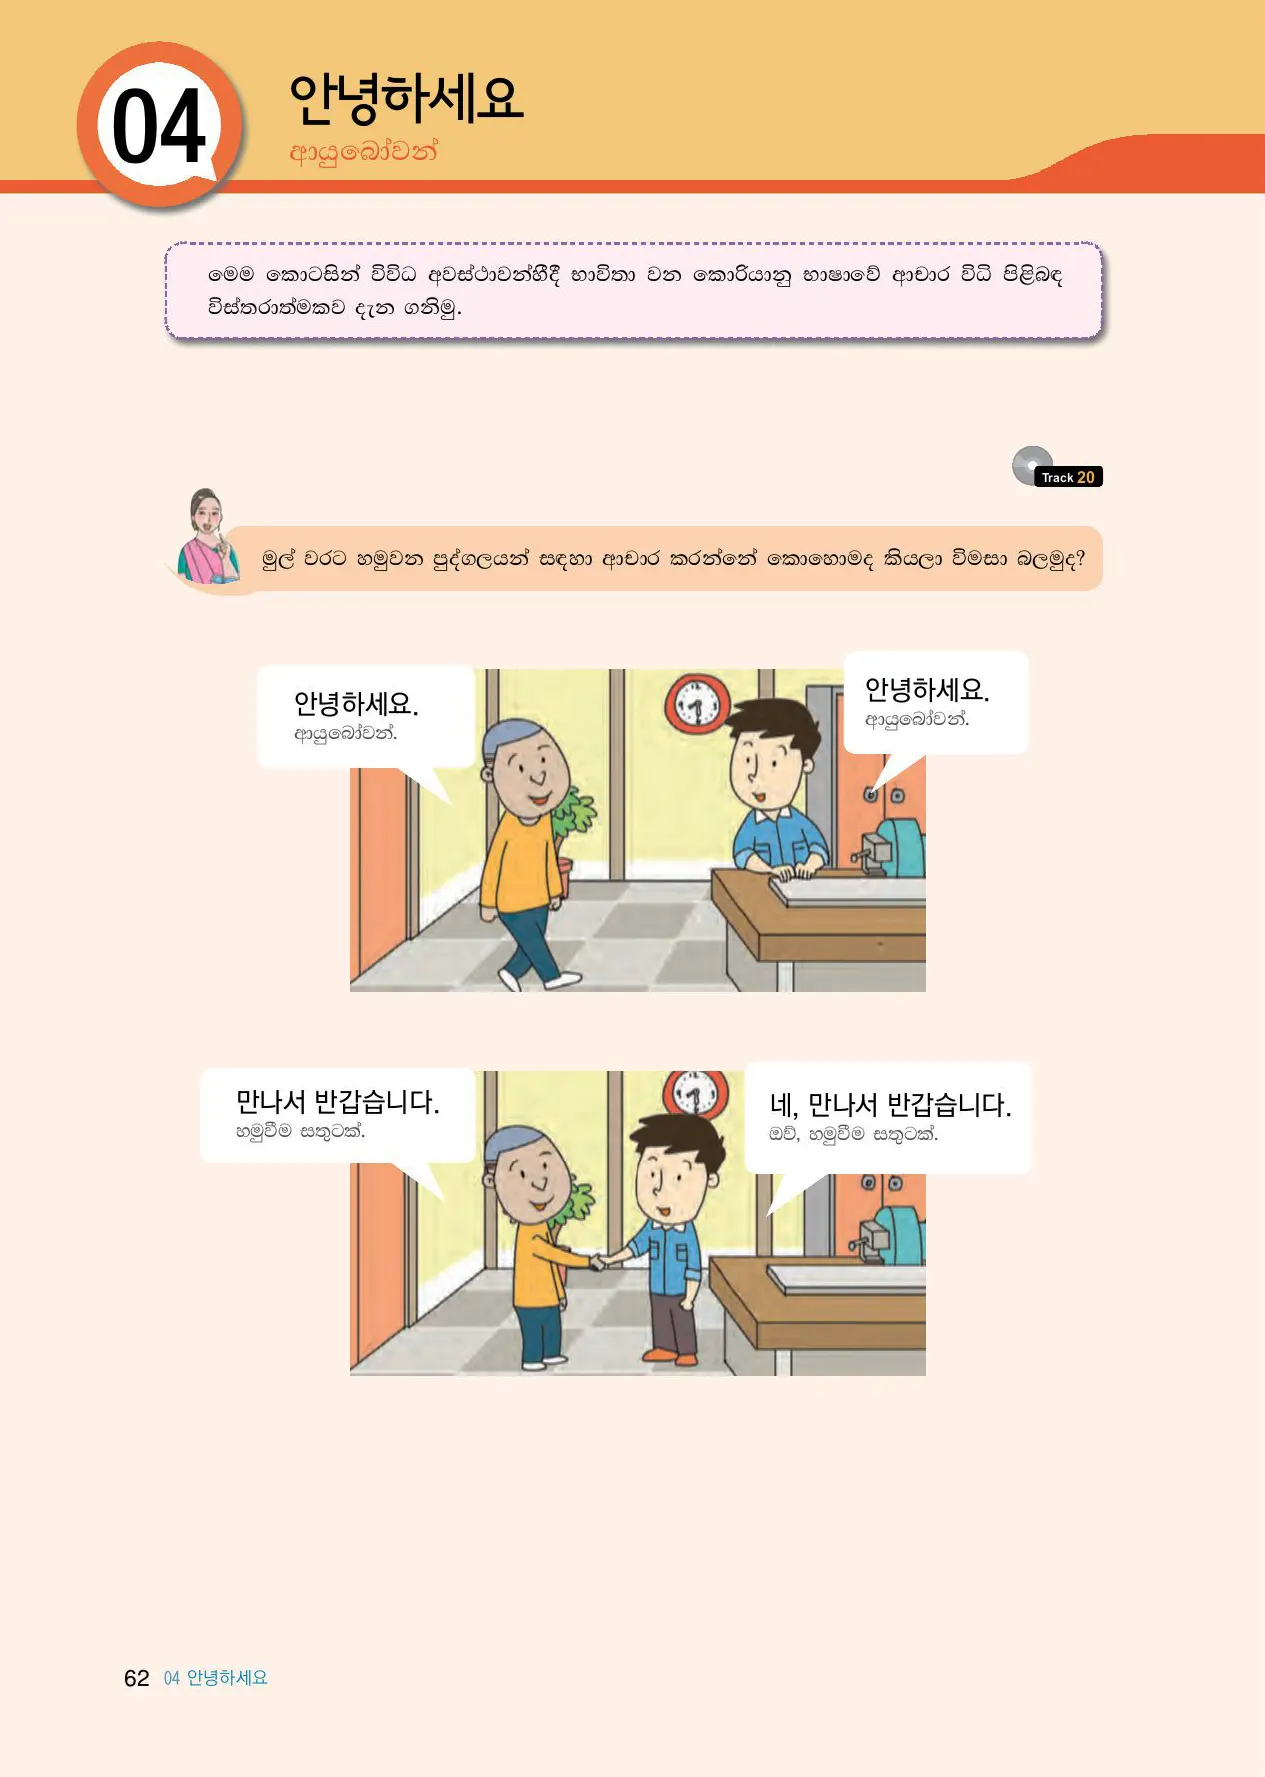 04
안녕하세요
ආයුබෝවන්
මෙම කොටසින් විවිධ අවස්ථාවන්හීදී භාවිතා වන කොරියානු භාෂාවේ ආචාර විධි පිළිබඳ
විස්තරාත්මකව දැන ගනිමු.
Track 20
මුල් වරට හමුවන පුද්ගලයන් සඳහා ආචාර කරන්නේ කොහොමද කියලා විමසා බලමුද?
안녕하세요.
ආයුබෝවන්.
안녕하세요.
ආයුබෝවන්.
만나서 반갑습니다.
හමුවීම සතුටක්.
네, 만나서 반갑습니다.
ඔව්, හමුවීම සතුටක්.
62 04 안녕하세요